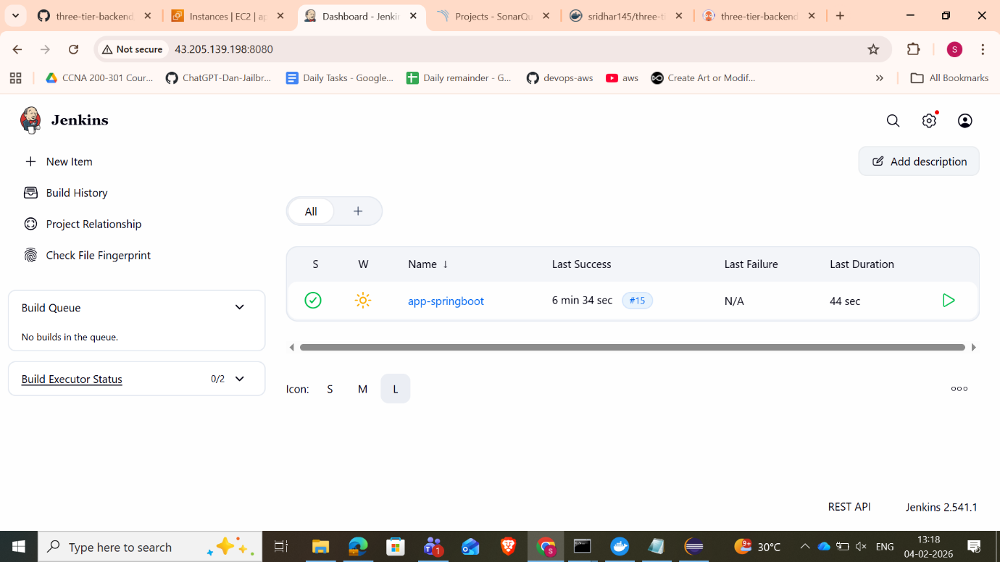 three-tier-backend
Instances | EC2 | ap
Dashboard - Jenki
Projects - SonarQu
sridhar145/three-ti
three-tier-backend
Not secure
43.205.139.198:8080
S
CCNA 200-301 Cour...
ChatGPT-Dan-Jailbr...
Daily Tasks - Google...
Daily remainder - G...
devops-aws
aws
Create Art or Modif...
All Bookmarks
Jenkins
New Item
Add description
Build History
All
Project Relationship
Check File Fingerprint
S W Name ↓ Last Success Last Failure Last Duration
app-springboot 6 min 34 sec #15 N/A 44 sec
Build Queue
No builds in the queue.
Build Executor Status 0/2
Icon: S M L
REST API Jenkins 2.541.1
Type here to search
1
S
9+
30°C
ENG
13:18
04-02-2026